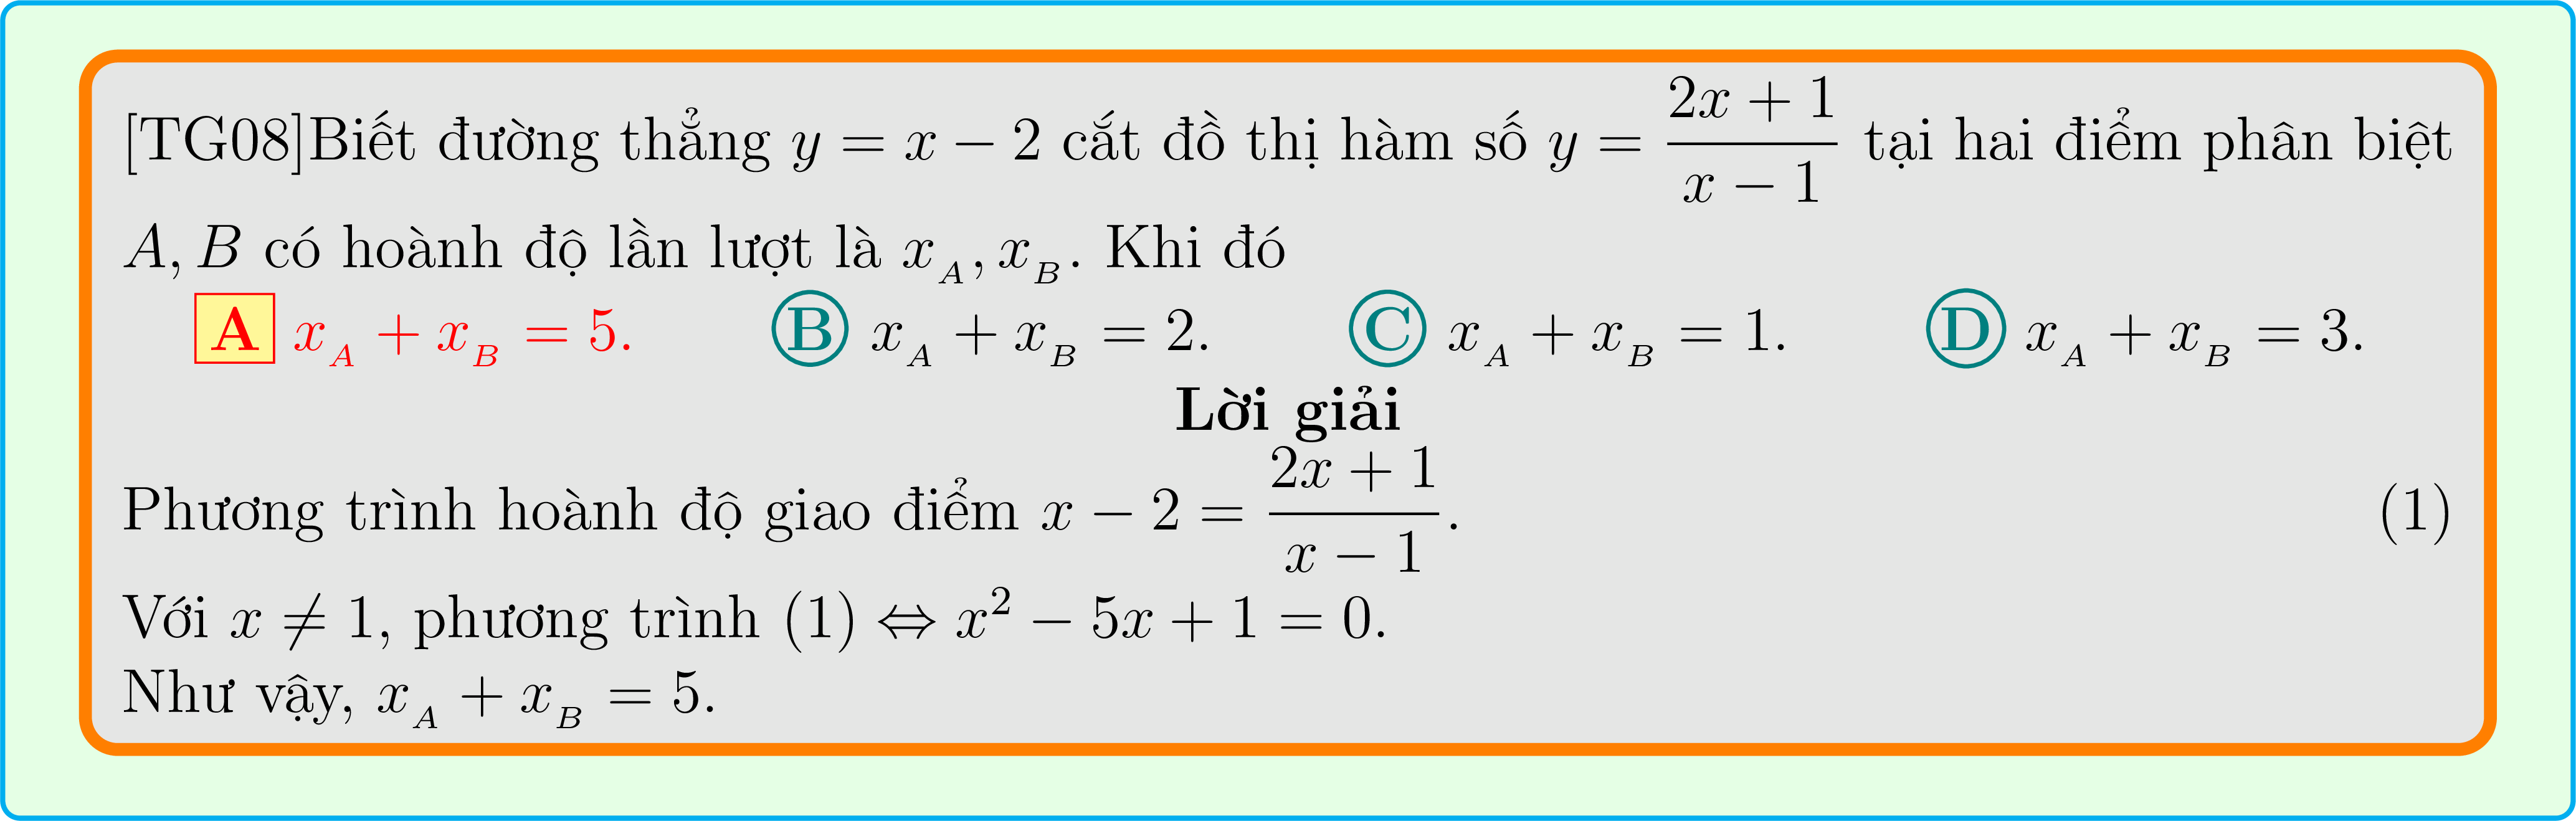 [TG08]Biết đường thẳng y = x − 2 cắt đồ thị hàm số y = \frac{2x + 1}{x − 1} tại hai điểm phân biệt
A, B có hoành độ lần lượt là x_A, x_B. Khi đó
A x_A + x_B = 5. B x_A + x_B = 2. C x_A + x_B = 1. D x_A + x_B = 3.
Lời giải
Phương trình hoành độ giao điểm x − 2 = \frac{2x + 1}{x − 1}. (1)
Với x ≠ 1, phương trình (1) ⇔ x² − 5x + 1 = 0.
Như vậy, x_A + x_B = 5.